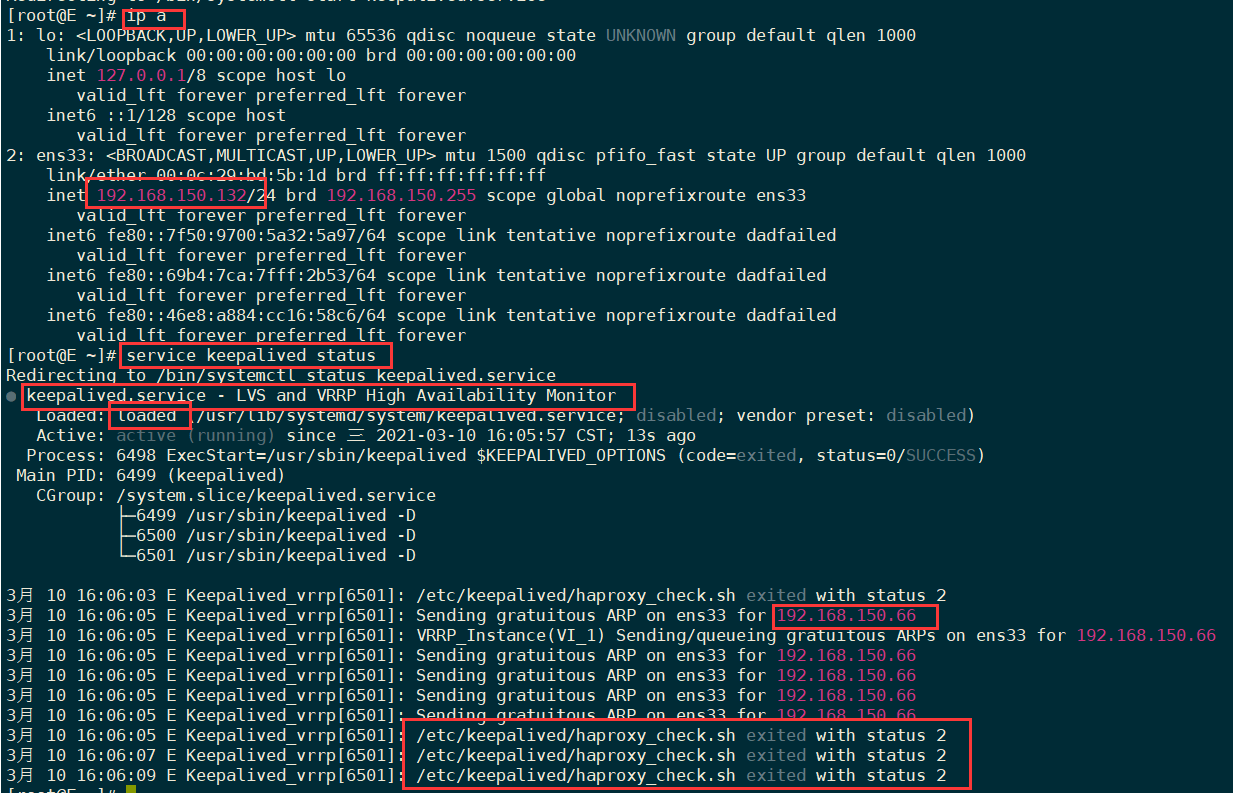 [root@E ~]# ip a
1: lo: <LOOPBACK,UP,LOWER_UP> mtu 65536 qdisc noqueue state UNKNOWN group default qlen 1000
    link/loopback 00:00:00:00:00:00 brd 00:00:00:00:00:00
    inet 127.0.0.1/8 scope host lo
       valid_lft forever preferred_lft forever
    inet6 ::1/128 scope host
       valid_lft forever preferred_lft forever
2: ens33: <BROADCAST,MULTICAST,UP,LOWER_UP> mtu 1500 qdisc pfifo_fast state UP group default qlen 1000
    link/ether 00:0c:29:bd:5b:1d brd ff:ff:ff:ff:ff:ff
    inet 192.168.150.132/24 brd 192.168.150.255 scope global noprefixroute ens33
       valid_lft forever preferred_lft forever
    inet6 fe80::7f50:9700:5a32:5a97/64 scope link tentative noprefixroute dadfailed
       valid_lft forever preferred_lft forever
    inet6 fe80::69b4:7ca:7fff:2b53/64 scope link tentative noprefixroute dadfailed
       valid_lft forever preferred_lft forever
    inet6 fe80::46e8:a884:cc16:58c6/64 scope link tentative noprefixroute dadfailed
       valid_lft forever preferred_lft forever
[root@E ~]# service keepalived status
Redirecting to /bin/systemctl status keepalived.service
● keepalived.service - LVS and VRRP High Availability Monitor
   Loaded: loaded (/usr/lib/systemd/system/keepalived.service; disabled; vendor preset: disabled)
   Active: active (running) since 三 2021-03-10 16:05:57 CST; 13s ago
  Process: 6498 ExecStart=/usr/sbin/keepalived $KEEPALIVED_OPTIONS (code=exited, status=0/SUCCESS)
 Main PID: 6499 (keepalived)
   CGroup: /system.slice/keepalived.service
           ├─6499 /usr/sbin/keepalived -D
           ├─6500 /usr/sbin/keepalived -D
           └─6501 /usr/sbin/keepalived -D
3月 10 16:06:03 E Keepalived_vrrp[6501]: /etc/keepalived/haproxy_check.sh exited with status 2
3月 10 16:06:05 E Keepalived_vrrp[6501]: Sending gratuitous ARP on ens33 for 192.168.150.66
3月 10 16:06:05 E Keepalived_vrrp[6501]: VRRP_Instance(VI_1) Sending/queueing gratuitous ARPs on ens33 for 192.168.150.66
3月 10 16:06:05 E Keepalived_vrrp[6501]: Sending gratuitous ARP on ens33 for 192.168.150.66
3月 10 16:06:05 E Keepalived_vrrp[6501]: Sending gratuitous ARP on ens33 for 192.168.150.66
3月 10 16:06:05 E Keepalived_vrrp[6501]: Sending gratuitous ARP on ens33 for 192.168.150.66
3月 10 16:06:05 E Keepalived_vrrp[6501]: Sending gratuitous ARP on ens33 for 192.168.150.66
3月 10 16:06:05 E Keepalived_vrrp[6501]: /etc/keepalived/haproxy_check.sh exited with status 2
3月 10 16:06:07 E Keepalived_vrrp[6501]: /etc/keepalived/haproxy_check.sh exited with status 2
3月 10 16:06:09 E Keepalived_vrrp[6501]: /etc/keepalived/haproxy_check.sh exited with status 2